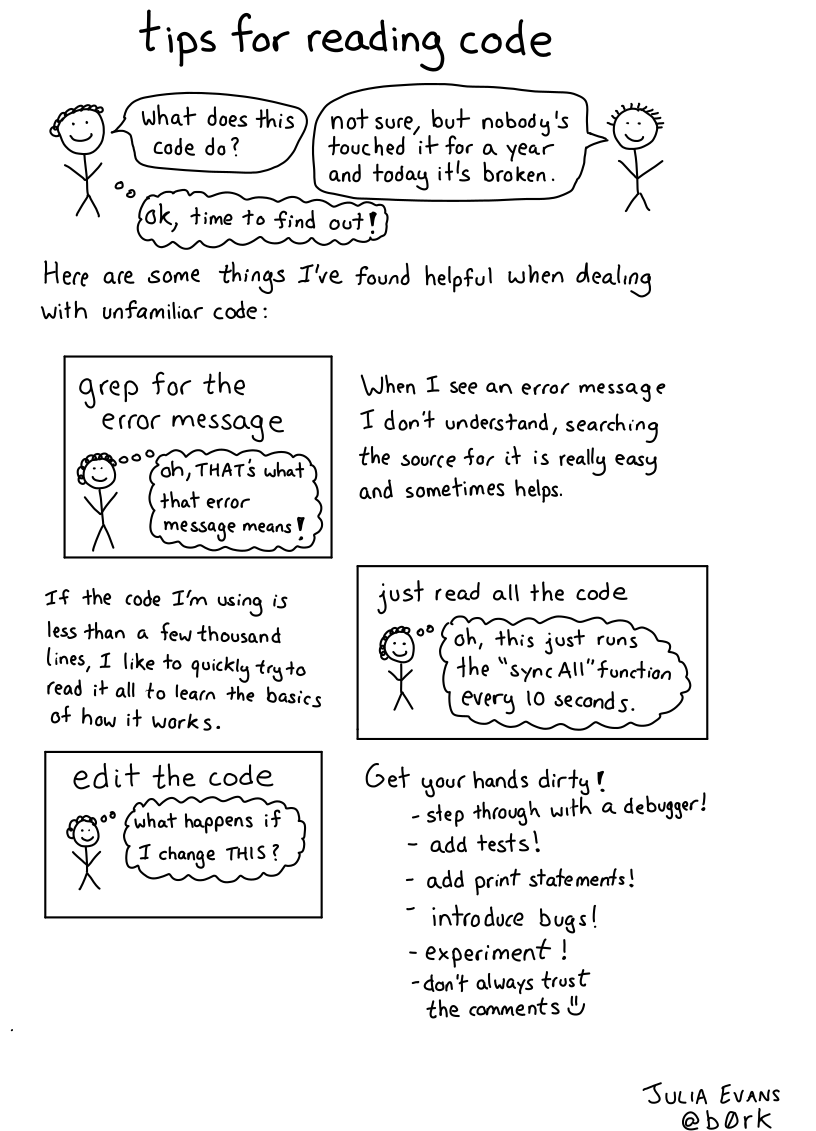 tips for reading code
what does this
code do?
not sure, but nobody's
touched it for a year
and today it's broken.
ok, time to find out!
Here are some things I've found helpful when dealing
with unfamiliar code:
grep for the
error message
oh, THAT's what
that error
message means!
When I see an error message
I don't understand, searching
the source for it is really easy
and sometimes helps.
If the code I'm using is
less than a few thousand
lines, I like to quickly try to
read it all to learn the basics
of how it works.
just read all the code
oh, this just runs
the "syncAll" function
every 10 seconds.
edit the code
what happens if
I change THIS?
Get your hands dirty!
- step through with a debugger!
- add tests!
- add print statements!
- introduce bugs!
- experiment!
- don't always trust
the comments
JULIA EVANS
@b0rk